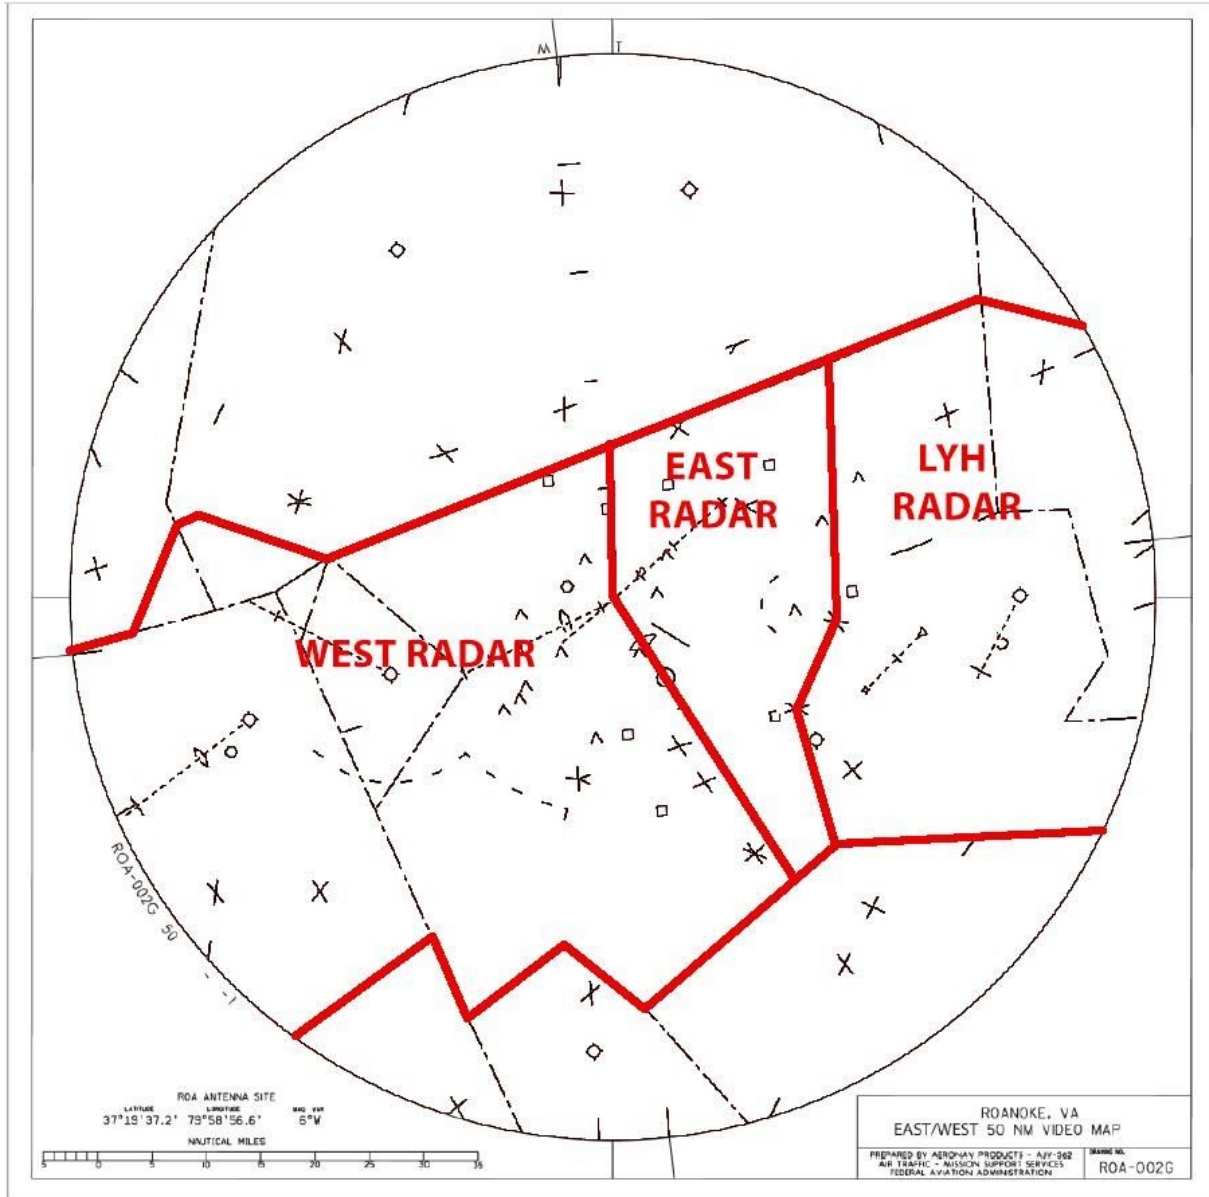 W
T
EAST
RADAR
LYH
RADAR
WEST RADAR
ROA-002G 50
ROA ANTENNA SITE
LATITUDE LONGITUDE MAG VAR
37°19'37.2' 79°58'56.6' 6°W
NAUTICAL MILES
5 0 5 10 15 20 25 30 35
ROANOKE, VA
EAST/WEST 50 NM VIDEO MAP
PREPARED BY AERONAV PRODUCTS - AJV-362
AIR TRAFFIC - MISSION SUPPORT SERVICES
FEDERAL AVIATION ADMINISTRATION
DRAWING NO.
ROA-002G